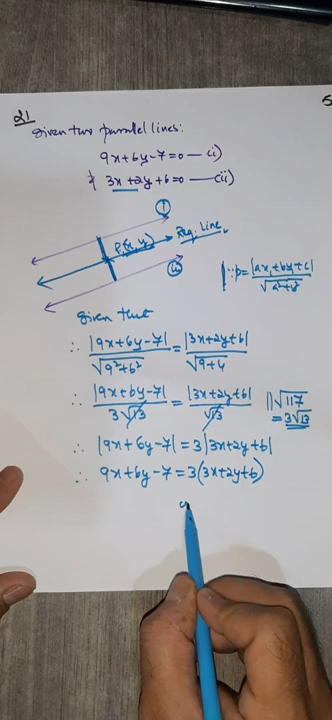 21
Given two parallel lines:
9x+6y-7=0 —(i)
& 3x+2y+6=0 —(ii)
(i)
P(x,y) Req. Line.
(ii)
∵ p=|ax₁+by₁+c|/√a²+b²
Given that
∴ |9x+6y-7|/√9²+6² = |3x+2y+6|/√9+4
∴ |9x+6y-7|/3√13 = |3x+2y+6|/√13 || √117
= 3√13
∴ |9x+6y-7| = 3|3x+2y+6|
∴ 9x+6y-7=3(3x+2y+6)